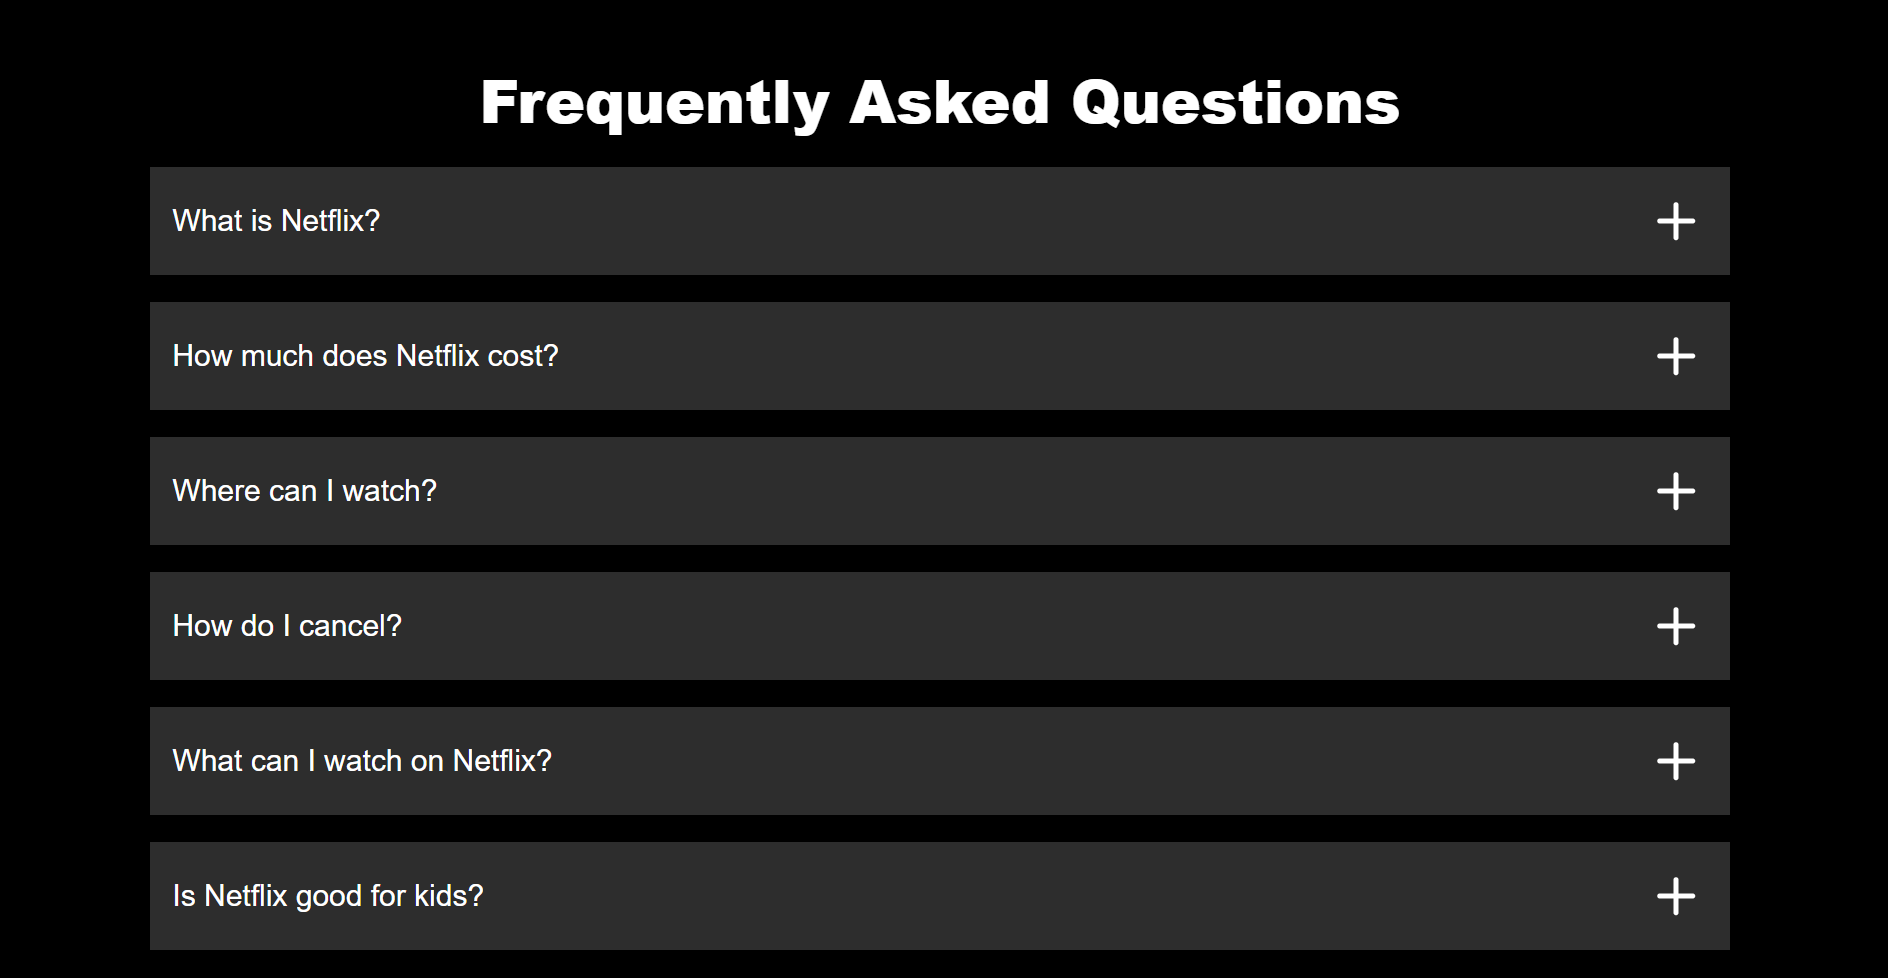 Frequently Asked Questions
What is Netflix?
How much does Netflix cost?
Where can I watch?
How do I cancel?
What can I watch on Netflix?
Is Netflix good for kids?